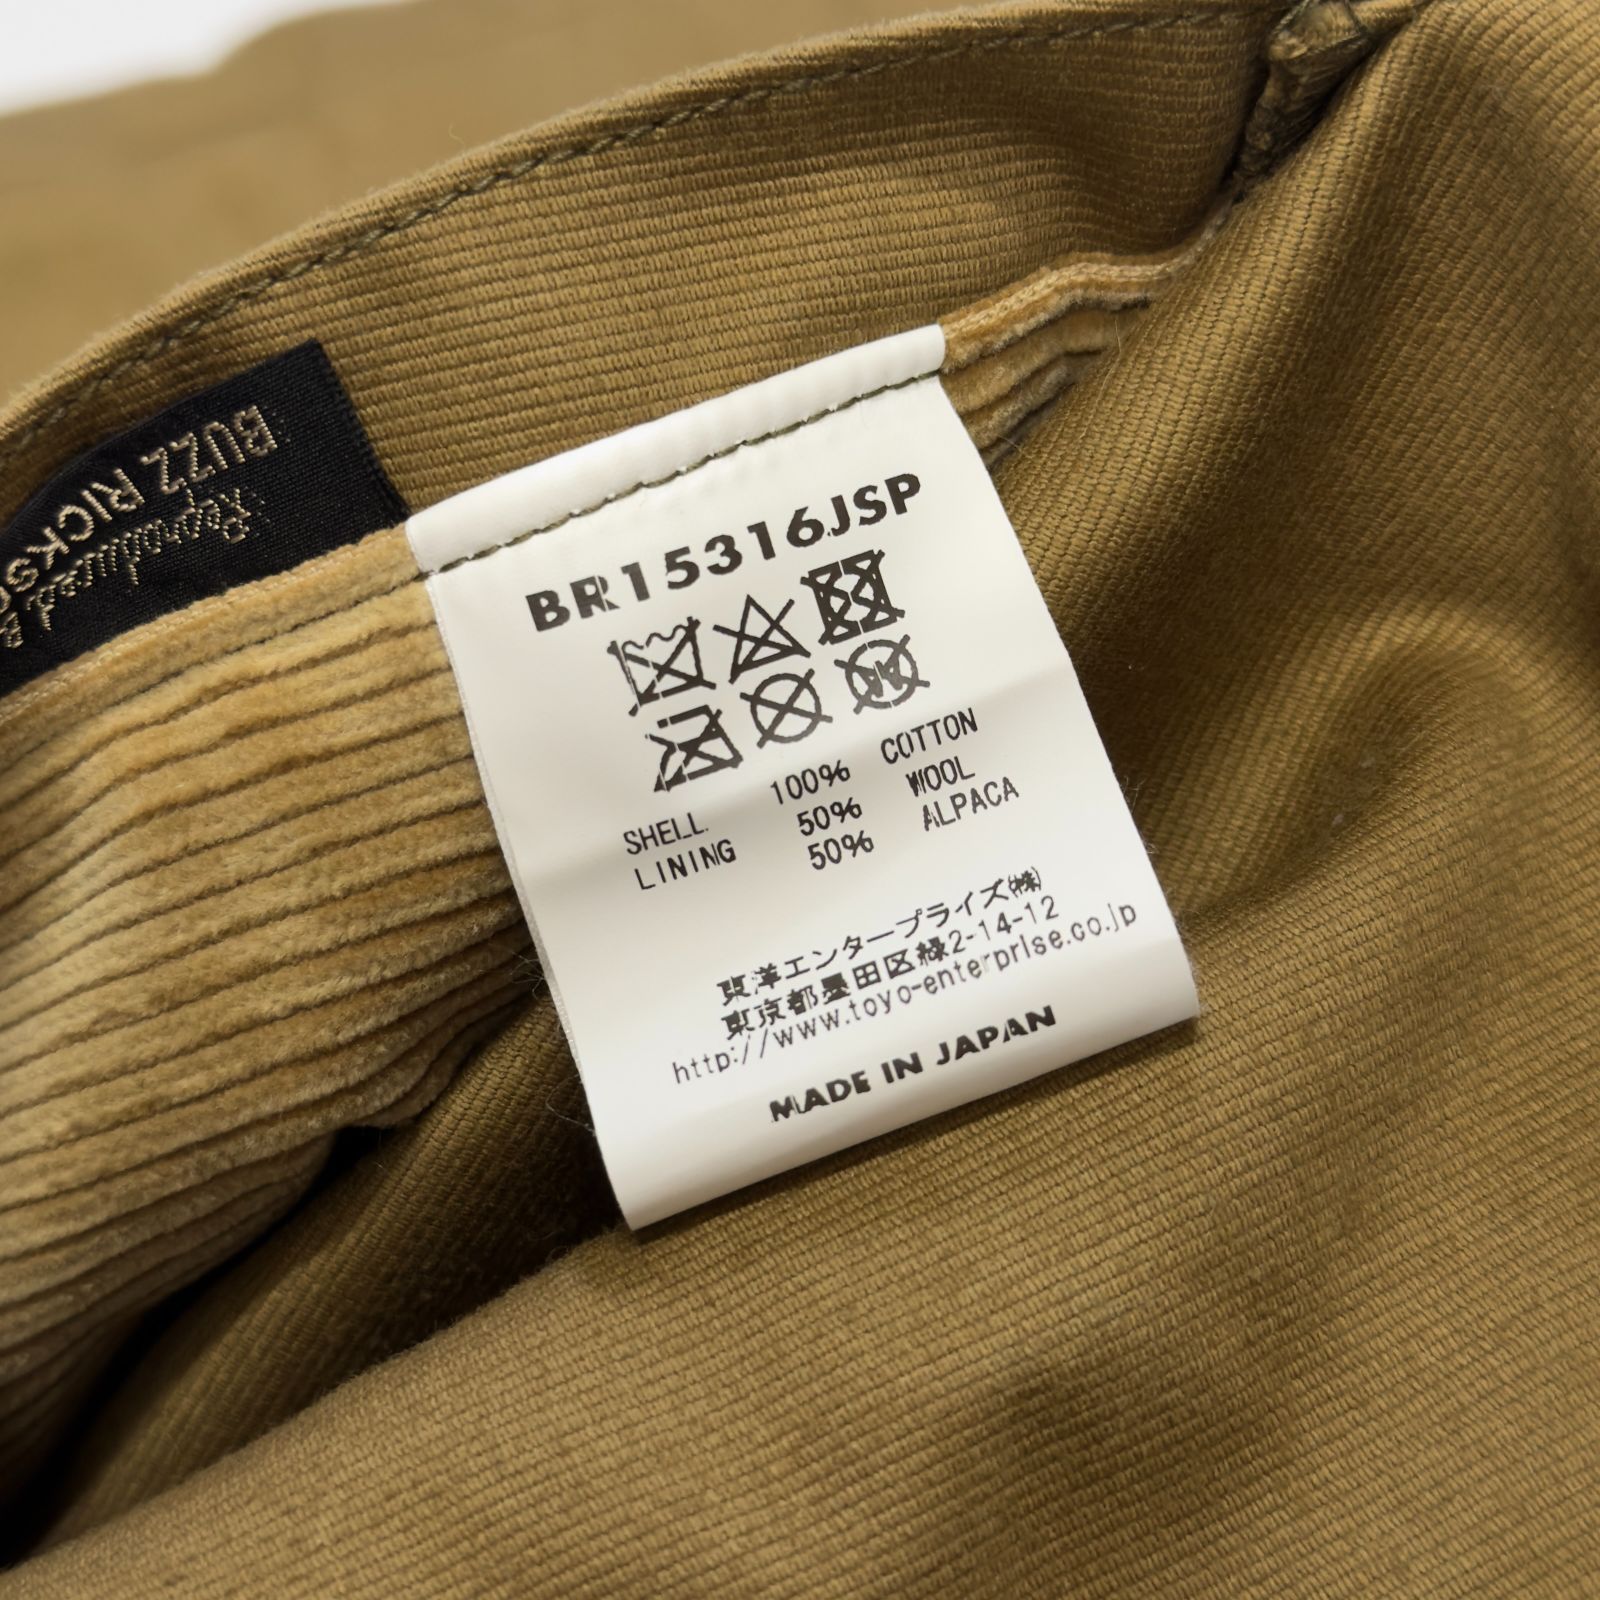 BR15316JSP
SHELL 100% COTTON
LINING 50% WOOL
50% ALPACA
東洋エンタープライズ㈱
東京都墨田区緑2-14-12
http://www.toyo-enterprise.co.jp
MADE IN JAPAN
Reproduced &
BUZZ RICKSO